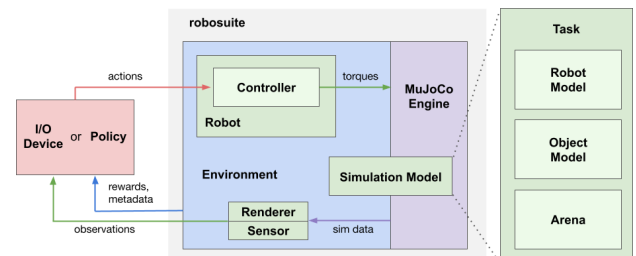 robosuite
Task
actions
Controller
torques
MuJoCo
Engine
Robot
Robot
Model
I/O
Device or Policy
Object
Model
Environment
Simulation Model
rewards,
metadata
Renderer
Sensor
sim data
observations
Arena